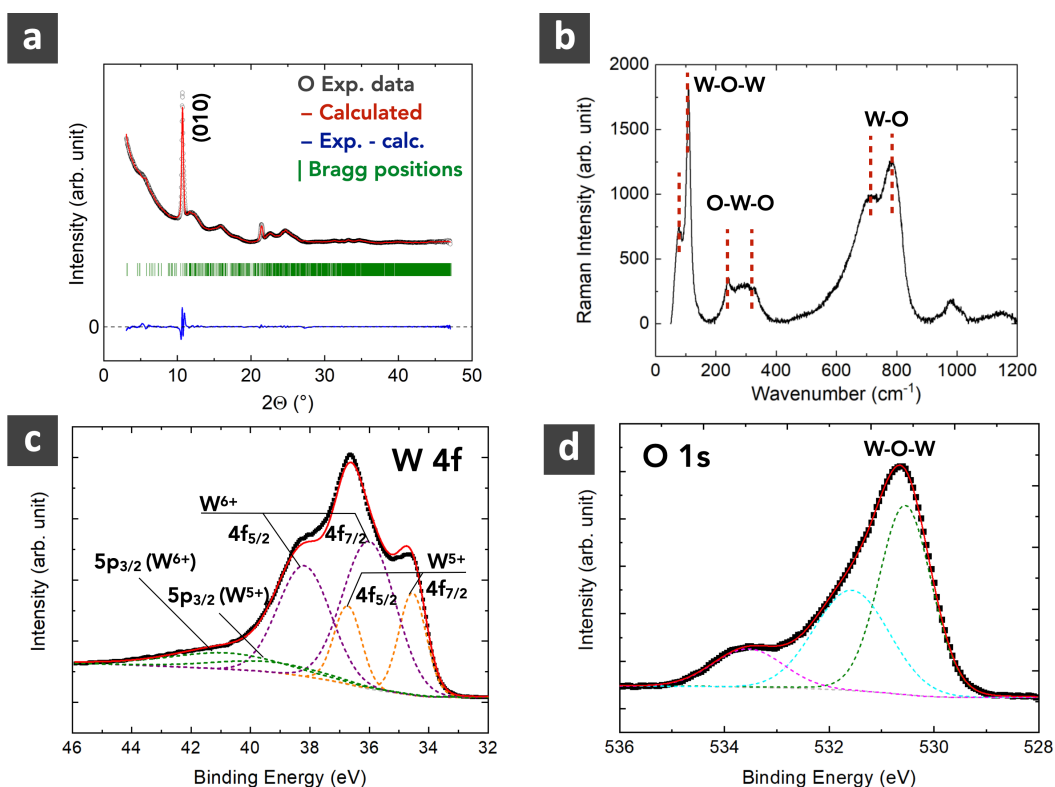 a
Intensity (arb. unit)
(010)
O Exp. data
– Calculated
– Exp. - calc.
| Bragg positions
0
0 10 20 30 40 50
2Θ (°)
b
Raman Intensity (arb. unit)
2000
1500
1000
500
0
W-O-W
W-O
O-W-O
0 200 400 600 800 1000 1200
Wavenumber (cm⁻¹)
c
Intensity (arb. unit)
W 4f
W⁶⁺
4f₅/₂ 4f₇/₂
W⁵⁺
4f₅/₂ 4f₇/₂
5p₃/₂ (W⁶⁺)
5p₃/₂ (W⁵⁺)
46 44 42 40 38 36 34 32
Binding Energy (eV)
d
Intensity (arb. unit)
O 1s
W-O-W
536 534 532 530 528
Binding Energy (eV)